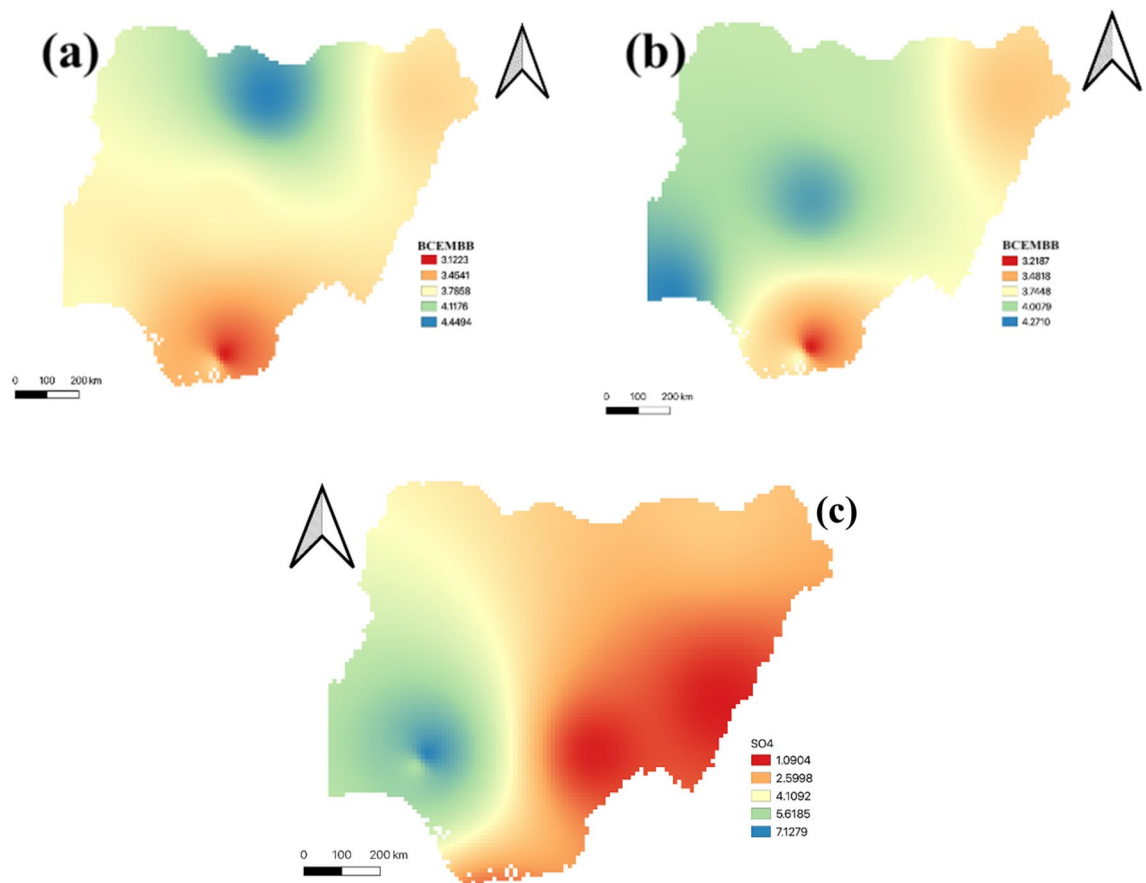 (a)
BCEMBB
3.1223
3.4541
3.7858
4.1176
4.4494
0 100 200 km
(b)
BCEMBB
3.2187
3.4818
3.7448
4.0079
4.2710
0 100 200 km
(c)
SO4
1.0904
2.5998
4.1092
5.6185
7.1279
0 100 200 km